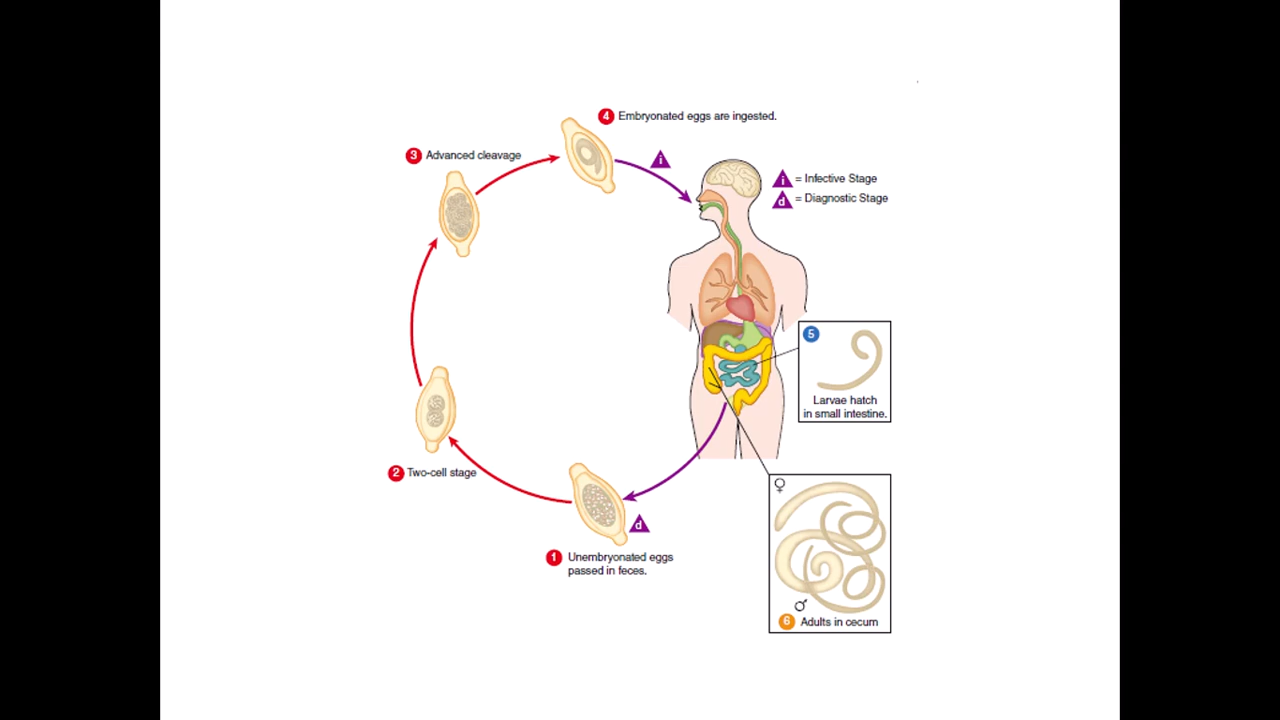 4 Embryonated eggs are ingested.
3 Advanced cleavage
i
i = Infective Stage
d = Diagnostic Stage
5
Larvae hatch
in small intestine.
2 Two-cell stage
d
1 Unembryonated eggs
passed in feces.
♀
♂
6 Adults in cecum